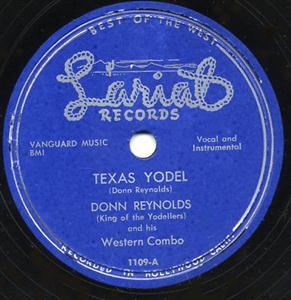 BEST OF THE WEST
Lariat
RECORDS
VANGUARD MUSIC
BMI
Vocal and
Instrumental
TEXAS YODEL
(Donn Reynolds)
DONN REYNOLDS
(King of the Yodellers)
and his
Western Combo
1109-A
RECORDED IN HOLLYWOOD CALIF.